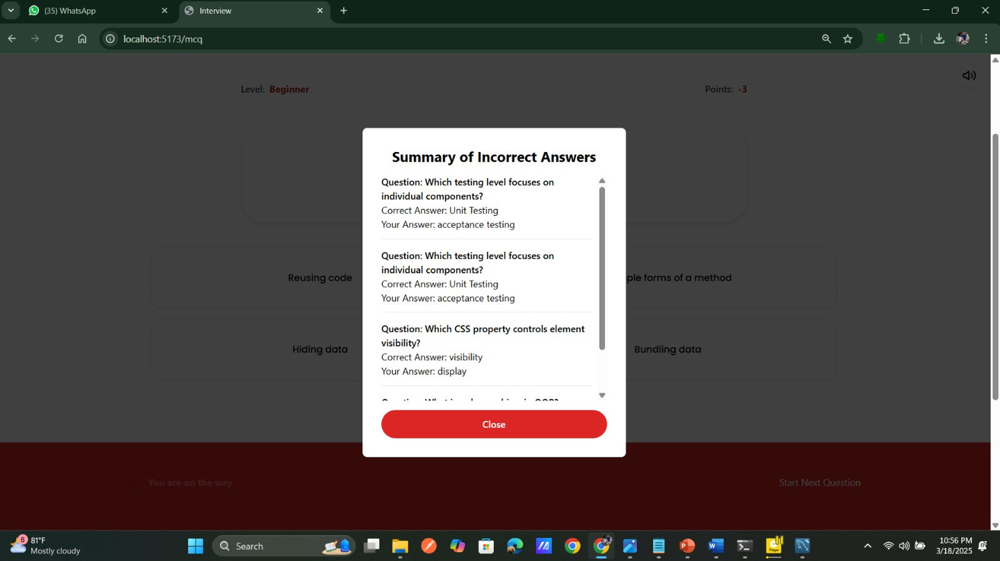 (35) WhatsApp
Interview
localhost:5173/mcq
Level: Beginner
Points: -3
Summary of Incorrect Answers
Question: Which testing level focuses on
individual components?
Correct Answer: Unit Testing
Your Answer: acceptance testing
Question: Which testing level focuses on
individual components?
Correct Answer: Unit Testing
Your Answer: acceptance testing
Question: Which CSS property controls element
visibility?
Correct Answer: visibility
Your Answer: display
Close
Reusing code
ple forms of a method
Hiding data
Bundling data
You are on the way
Start Next Question
8
81°F
Mostly cloudy
Search
10:56 PM
3/18/2025